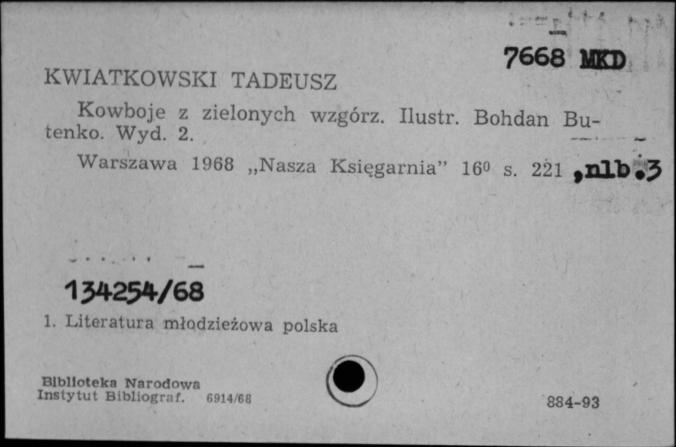 7668 MKD
KWIATKOWSKI TADEUSZ
Kowboje z zielonych wzgórz. Ilustr. Bohdan Bu-
tenko. Wyd. 2.
Warszawa 1968 „Nasza Księgarnia” 16⁰ s. 221 ,nlb.3
134254/68
1. Literatura młodzieżowa polska
Biblioteka Narodowa
Instytut Bibliograf. 6914/68
884-93